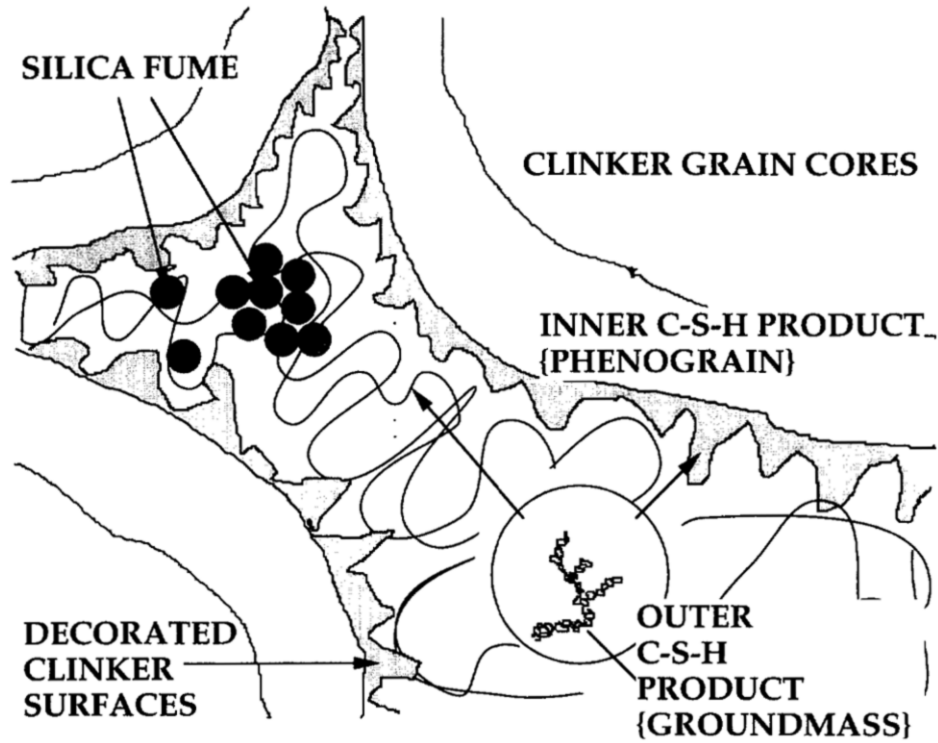 SILICA FUME
CLINKER GRAIN CORES
INNER C-S-H PRODUCT
{PHENOGRAIN}
DECORATED
CLINKER
SURFACES
OUTER
C-S-H
PRODUCT
{GROUNDMASS}